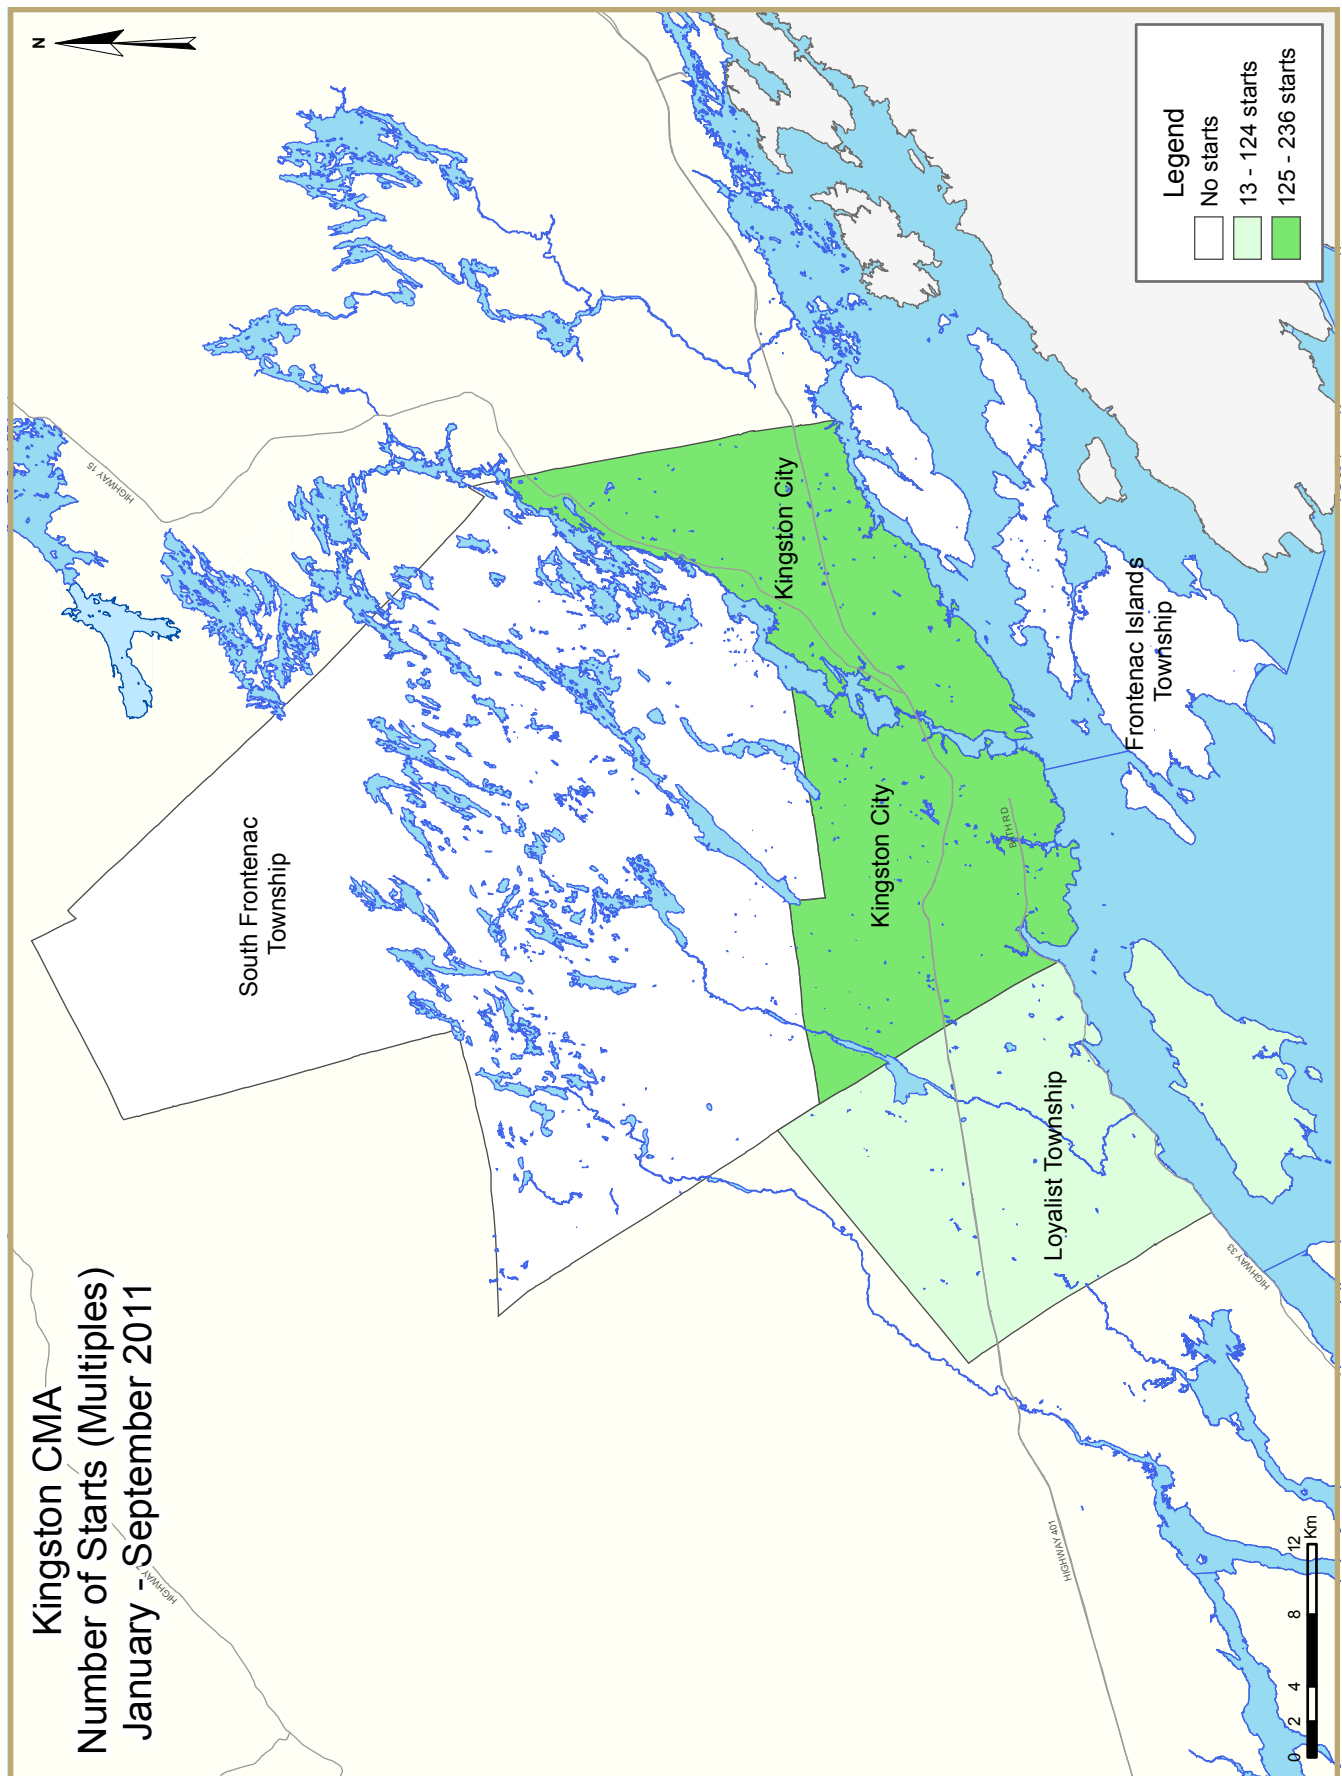 Kingston CMA
Number of Starts (Multiples)
January - September 2011
N
HIGHWAY 7
HIGHWAY 15
South Frontenac
Township
Kingston City
Kingston City
BATH RD
Loyalist Township
Frontenac Islands
Township
HIGHWAY 33
HIGHWAY 401
Legend
No starts
13 - 124 starts
125 - 236 starts
0 2 4 8 12
Km